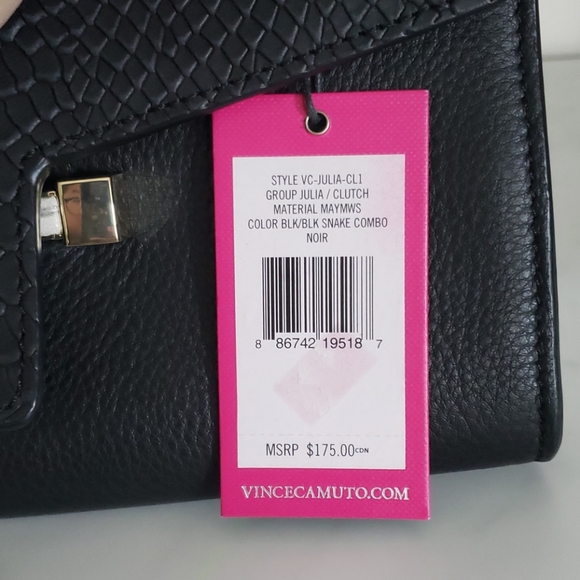 STYLE VC-JULIA-CL1
GROUP JULIA / CLUTCH
MATERIAL MAYMWS
COLOR BLK/BLK SNAKE COMBO
NOIR
8 86742 19518 7
MSRP $175.00CDN
VINCECAMUTO.COM